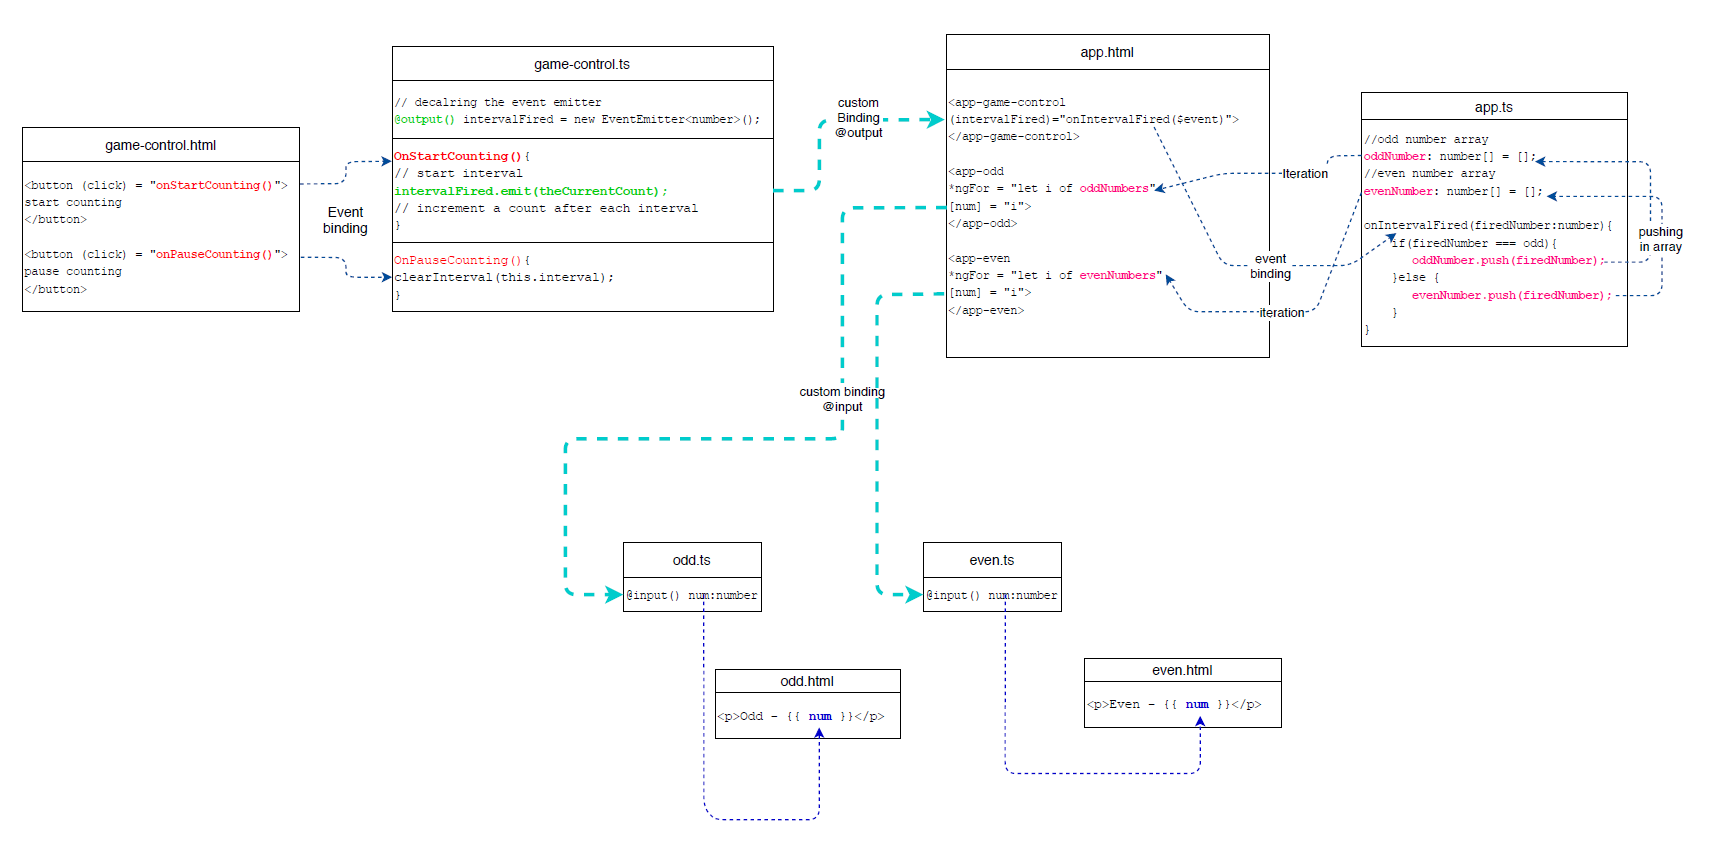 game-control.html
<button (click) = "onStartCounting()">
start counting
</button>
<button (click) = "onPauseCounting()">
pause counting
</button>
Event
binding
game-control.ts
// decalring the event emitter
@output() intervalFired = new EventEmitter<number>();
OnStartCounting(){
// start interval
intervalFired.emit(theCurrentCount);
// increment a count after each interval
}
OnPauseCounting(){
clearInterval(this.interval);
}
custom
Binding
@output
app.html
<app-game-control
(intervalFired)="onIntervalFired($event)">
</app-game-control>
<app-odd
*ngFor = "let i of oddNumbers"
[num] = "i">
</app-odd>
<app-even
*ngFor = "let i of evenNumbers"
[num] = "i">
</app-even>
Iteration
event
binding
iteration
app.ts
//odd number array
oddNumber: number[] = [];
//even number array
evenNumber: number[] = [];
onIntervalFired(firedNumber:number){
if(firedNumber === odd){
oddNumber.push(firedNumber);
}else {
evenNumber.push(firedNumber);
}
}
pushing
in array
custom binding
@input
odd.ts
@input() num:number
even.ts
@input() num:number
odd.html
<p>Odd - {{ num }}</p>
even.html
<p>Even - {{ num }}</p>